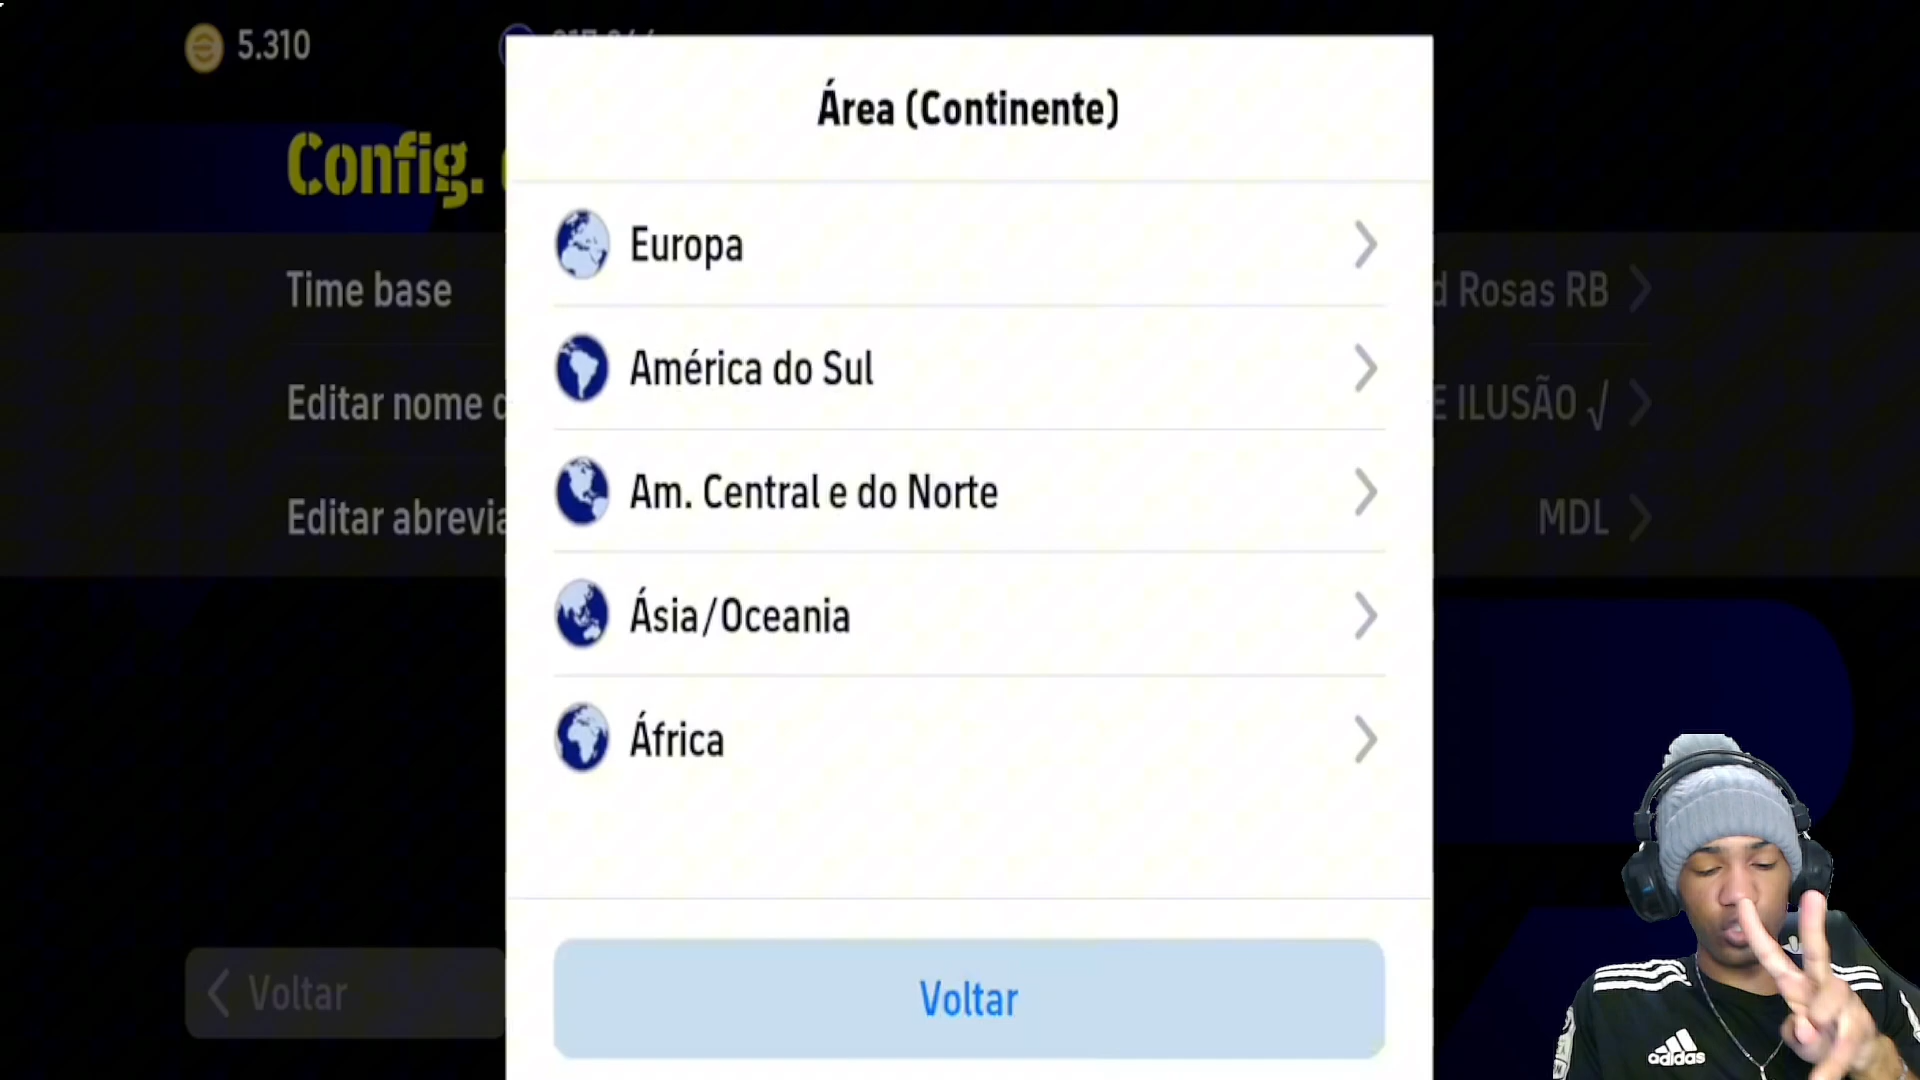 5.310
Área (Continente)
Config.
Europa
Time base
d Rosas RB
América do Sul
Editar nome d
E ILUSÃO √
Am. Central e do Norte
Editar abrevia
MDL
Ásia/Oceania
África
Voltar
Voltar
adidas